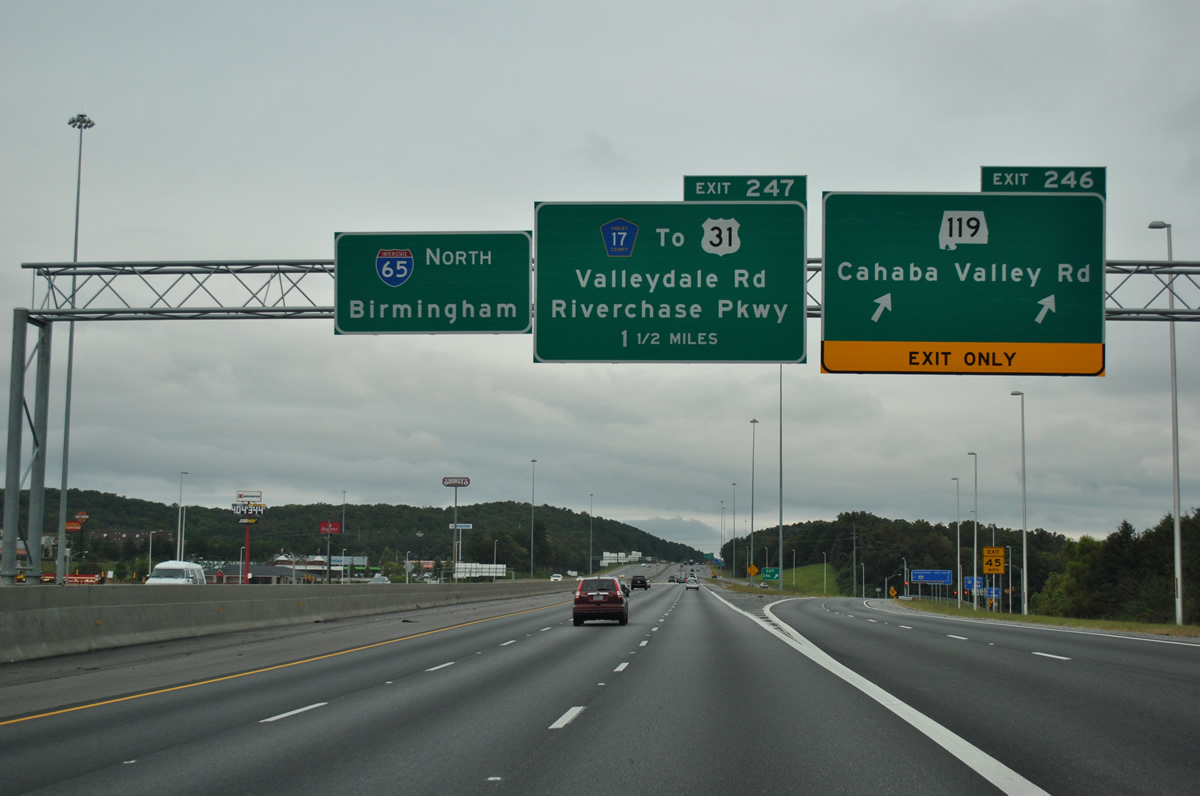 INTERSTATE
65
NORTH
Birmingham
EXIT 247
SHELBY
17
COUNTY
To
31
Valleydale Rd
Riverchase Pkwy
1 1/2 MILES
EXIT 246
119
Cahaba Valley Rd
EXIT ONLY
EXIT
45
MPH